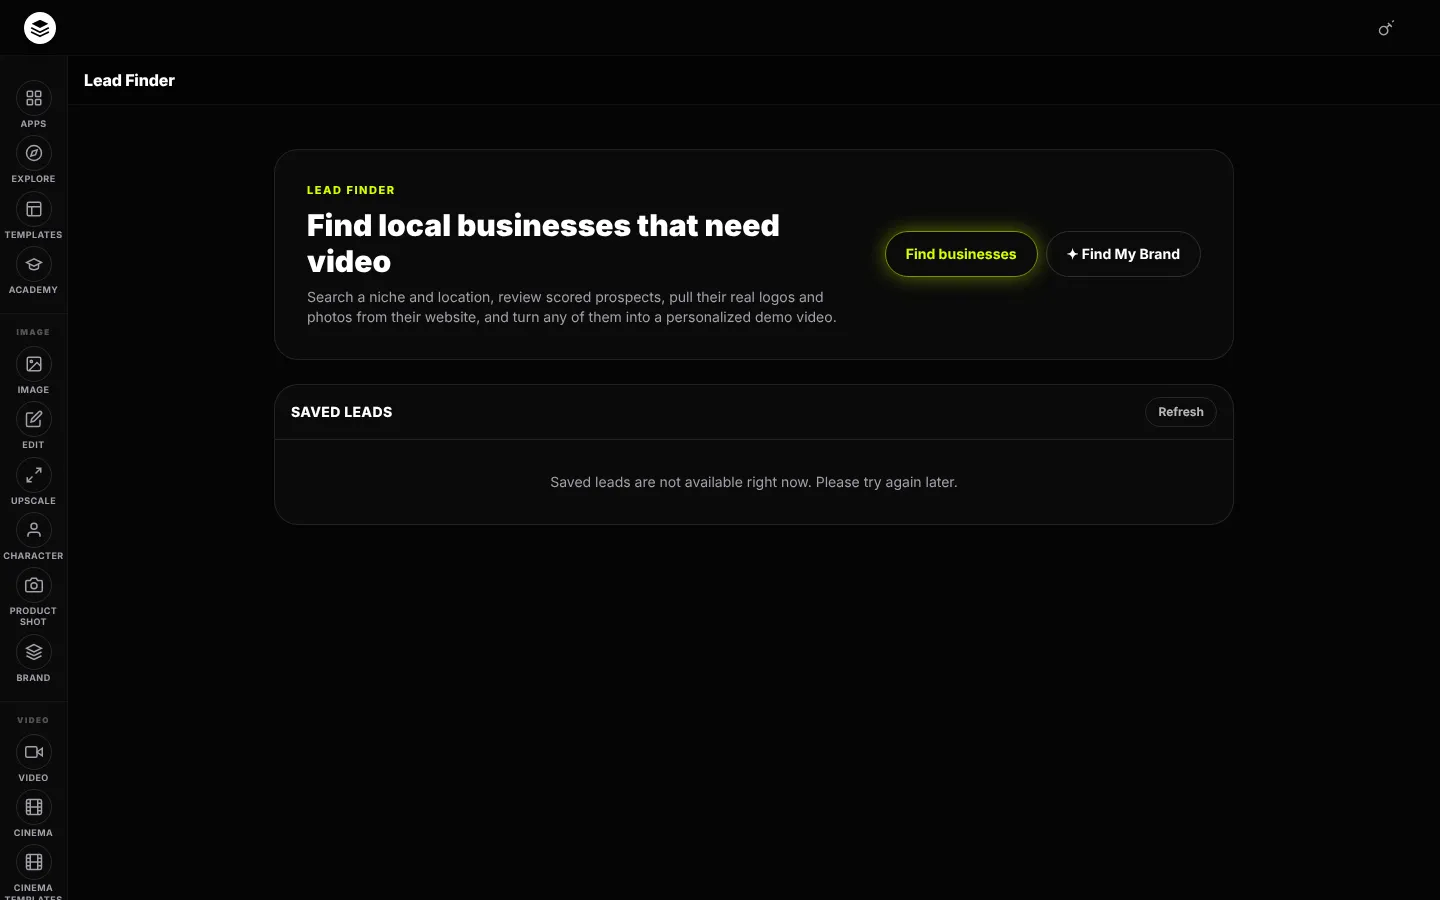 Lead Finder
APPS
EXPLORE
TEMPLATES
ACADEMY
IMAGE
IMAGE
EDIT
UPSCALE
CHARACTER
PRODUCT
SHOT
BRAND
VIDEO
VIDEO
CINEMA
CINEMA
TEMPLATES
LEAD FINDER
Find local businesses that need
video
Search a niche and location, review scored prospects, pull their real logos and
photos from their website, and turn any of them into a personalized demo video.
Find businesses
✦ Find My Brand
SAVED LEADS
Refresh
Saved leads are not available right now. Please try again later.